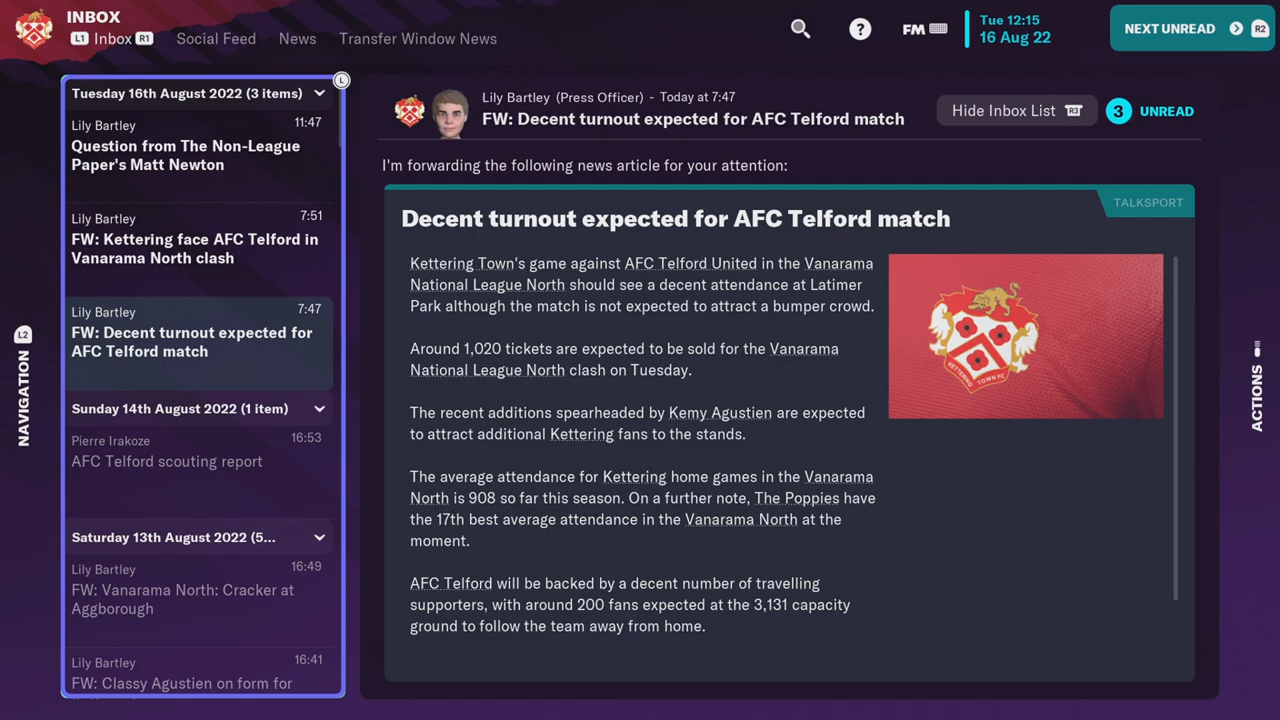 INBOX
L1 Inbox R1 Social Feed News Transfer Window News
FM
Tue 12:15
16 Aug 22
NEXT UNREAD R2
L
Tuesday 16th August 2022 (3 items)
Lily Bartley 11:47
Question from The Non-League
Paper's Matt Newton
Lily Bartley 7:51
FW: Kettering face AFC Telford in
Vanarama North clash
Lily Bartley 7:47
FW: Decent turnout expected for
AFC Telford match
Sunday 14th August 2022 (1 item)
Pierre Irakoze 16:53
AFC Telford scouting report
Saturday 13th August 2022 (5...
Lily Bartley 16:49
FW: Vanarama North: Cracker at
Aggborough
Lily Bartley 16:41
FW: Classy Agustien on form for
L2
NAVIGATION
Lily Bartley (Press Officer) - Today at 7:47
FW: Decent turnout expected for AFC Telford match
Hide Inbox List R3
3 UNREAD
I'm forwarding the following news article for your attention:
TALKSPORT
Decent turnout expected for AFC Telford match
Kettering Town's game against AFC Telford United in the Vanarama
National League North should see a decent attendance at Latimer
Park although the match is not expected to attract a bumper crowd.
Around 1,020 tickets are expected to be sold for the Vanarama
National League North clash on Tuesday.
The recent additions spearheaded by Kemy Agustien are expected
to attract additional Kettering fans to the stands.
The average attendance for Kettering home games in the Vanarama
North is 908 so far this season. On a further note, The Poppies have
the 17th best average attendance in the Vanarama North at the
moment.
AFC Telford will be backed by a decent number of travelling
supporters, with around 200 fans expected at the 3,131 capacity
ground to follow the team away from home.
KETTERING TOWN FC
ACTIONS